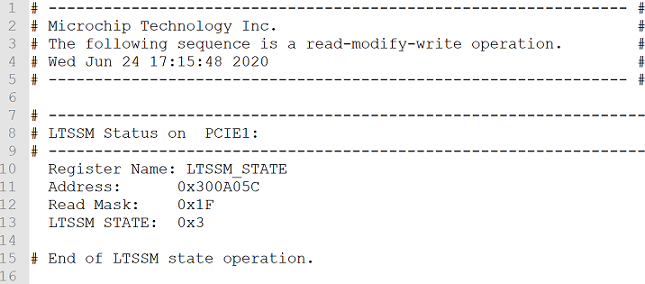 1 # ---------------------------------------------------------------- #
2 # Microchip Technology Inc. #
3 # The following sequence is a read-modify-write operation. #
4 # Wed Jun 24 17:15:48 2020 #
5 # ---------------------------------------------------------------- #
6
7 # ------------------------------------------------------------------
8 # LTSSM Status on  PCIE1:
9 # ------------------------------------------------------------------
10 Register Name: LTSSM_STATE
11 Address: 0x300A05C
12 Read Mask: 0x1F
13 LTSSM STATE: 0x3
14
15 # End of LTSSM state operation.
16